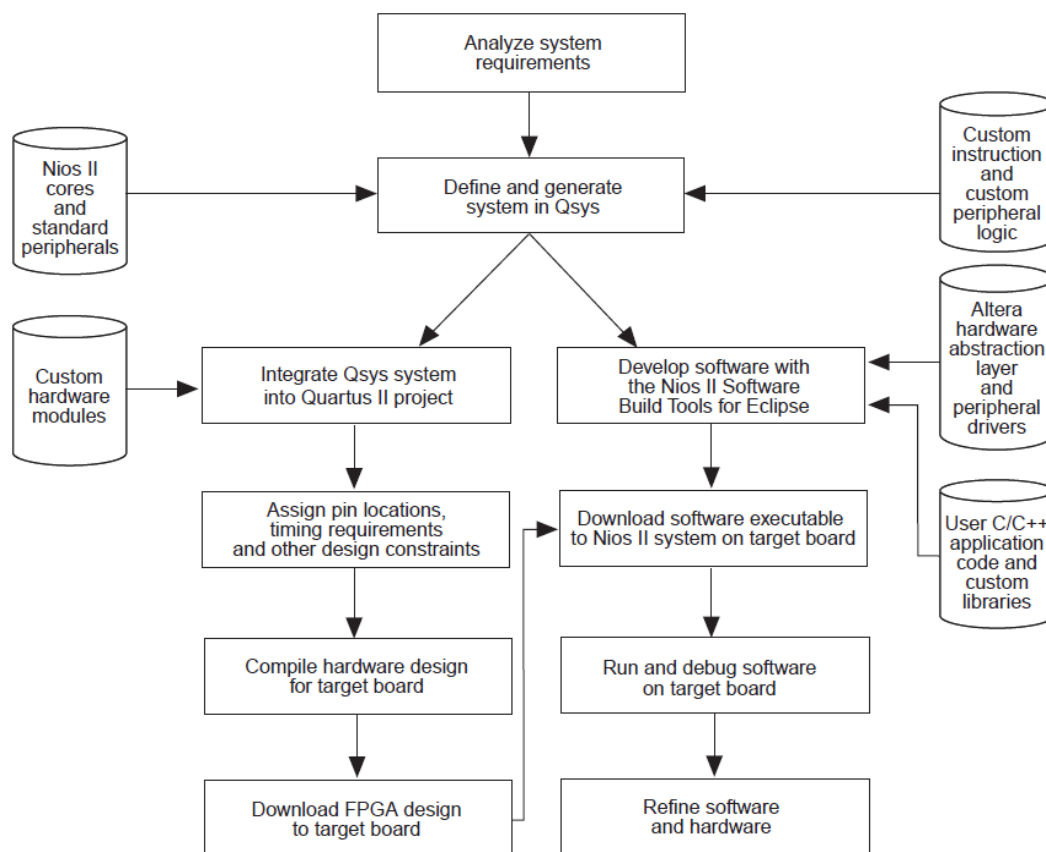 Analyze system
requirements
Nios II
cores
and
standard
peripherals
Define and generate
system in Qsys
Custom
instruction
and
custom
peripheral
logic
Custom
hardware
modules
Integrate Qsys system
into Quartus II project
Develop software with
the Nios II Software
Build Tools for Eclipse
Altera
hardware
abstraction
layer
and
peripheral
drivers
Assign pin locations,
timing requirements
and other design constraints
Download software executable
to Nios II system on target board
User C/C++
application
code and
custom
libraries
Compile hardware design
for target board
Run and debug software
on target board
Download FPGA design
to target board
Refine software
and hardware